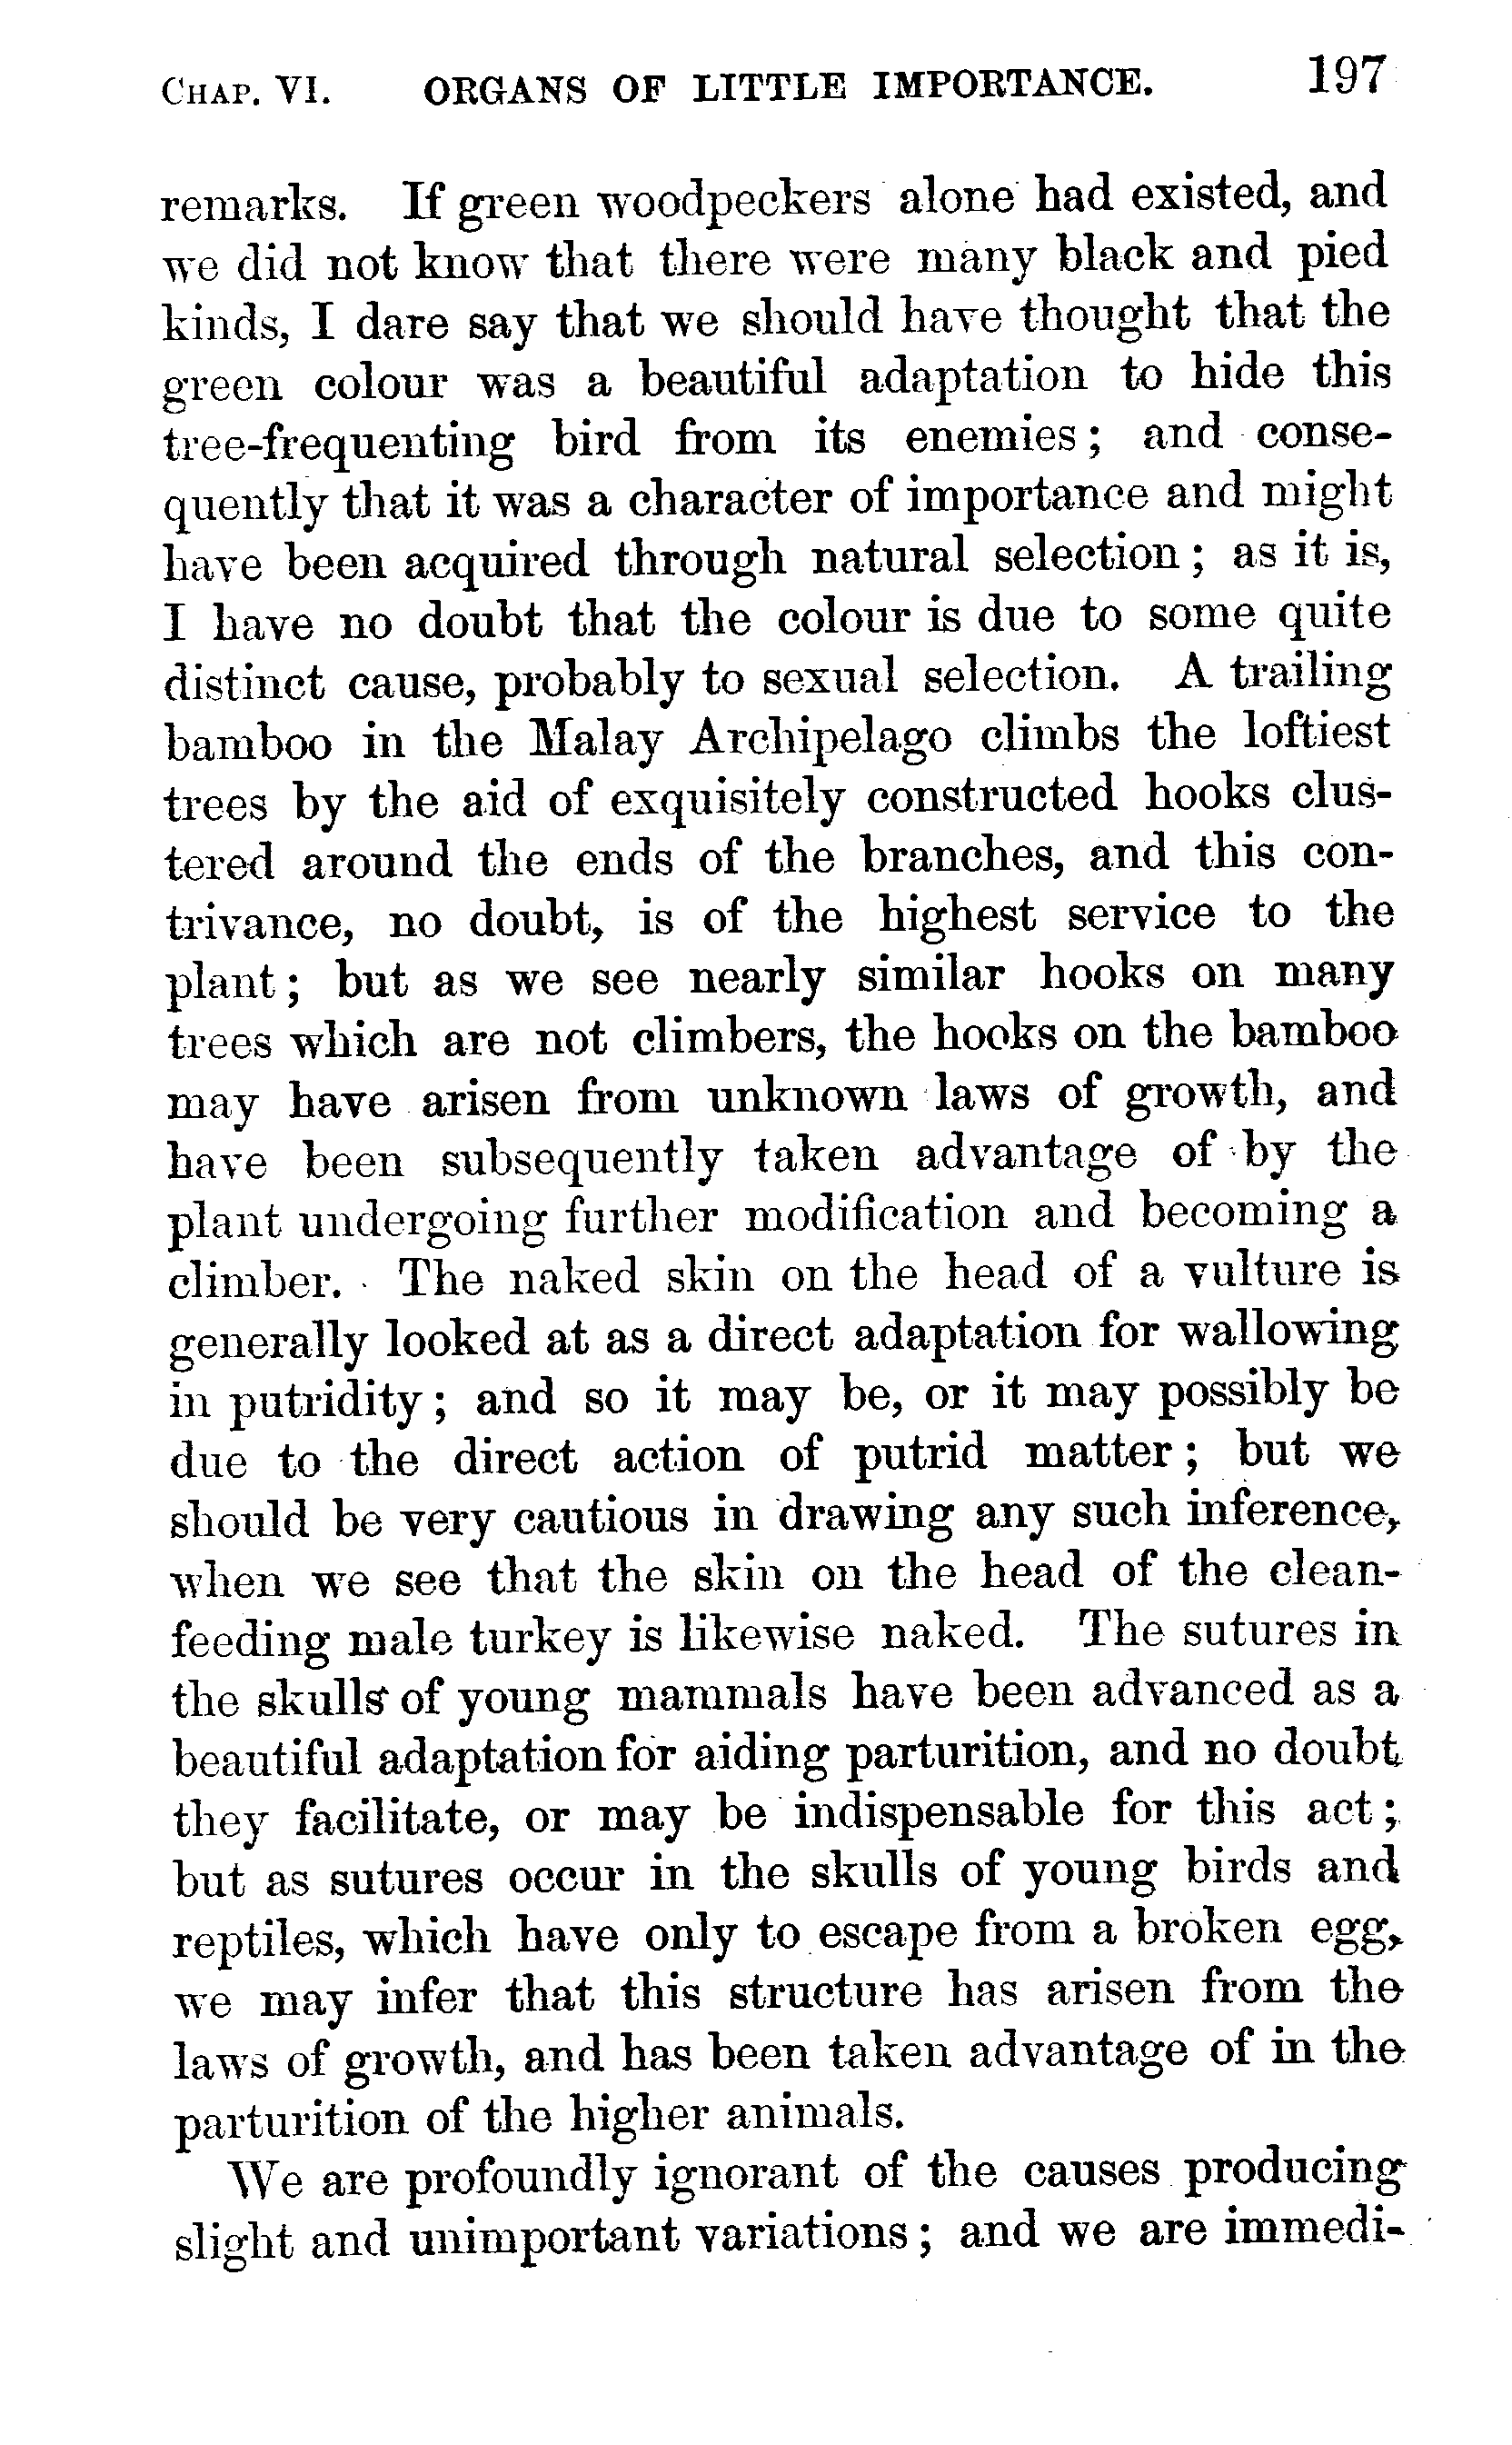 CHAP. VI. ORGANS OF LITTLE IMPORTANCE. 197
remarks. If green woodpeckers alone had existed, and
we did not know that there were many black and pied
kinds, I dare say that we should have thought that the
green colour was a beautiful adaptation to hide this
tree-frequenting bird from its enemies; and conse-
quently that it was a character of importance and might
have been acquired through natural selection; as it is,
I have no doubt that the colour is due to some quite
distinct cause, probably to sexual selection. A trailing
bamboo in the Malay Archipelago climbs the loftiest
trees by the aid of exquisitely constructed hooks clus-
tered around the ends of the branches, and this con-
trivance, no doubt, is of the highest service to the
plant; but as we see nearly similar hooks on many
trees which are not climbers, the hooks on the bamboo
may have arisen from unknown laws of growth, and
have been subsequently taken advantage of by the
plant undergoing further modification and becoming a
climber. The naked skin on the head of a vulture is
generally looked at as a direct adaptation for wallowing
in putridity; and so it may be, or it may possibly be
due to the direct action of putrid matter; but we
should be very cautious in drawing any such inference,
when we see that the skin on the head of the clean-
feeding male turkey is likewise naked. The sutures in
the skulls of young mammals have been advanced as a
beautiful adaptation for aiding parturition, and no doubt
they facilitate, or may be indispensable for this act;
but as sutures occur in the skulls of young birds and
reptiles, which have only to escape from a broken egg,
we may infer that this structure has arisen from the
laws of growth, and has been taken advantage of in the
parturition of the higher animals.
We are profoundly ignorant of the causes producing
slight and unimportant variations; and we are immedi-